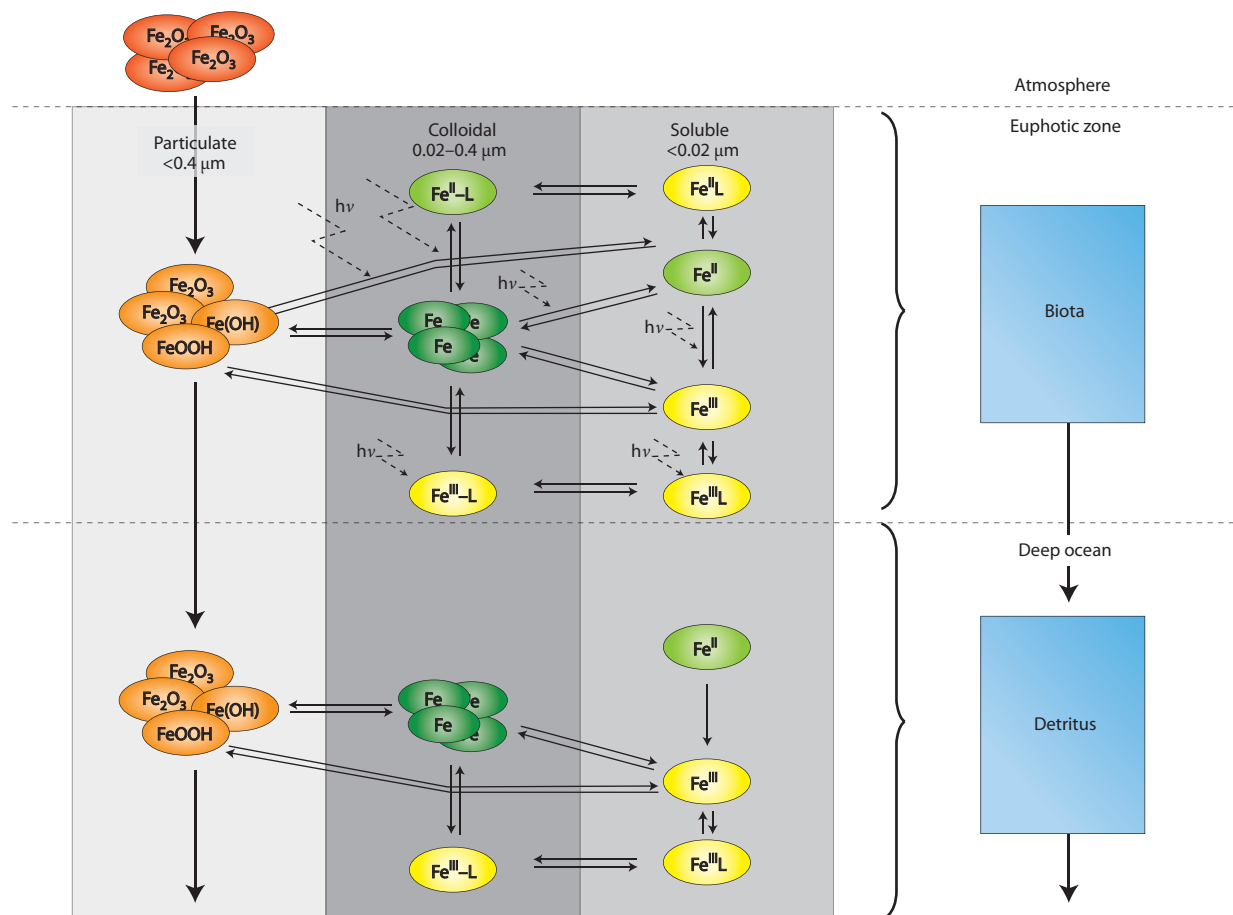 Fe₂O₃
Fe₂O₃
Fe₂
Fe₂O₃
Atmosphere
Euphotic zone
Particulate
<0.4 μm
Colloidal
0.02–0.4 μm
Soluble
<0.02 μm
Feᴵᴵ–L
FeᴵᴵL
hν
Feᴵᴵ
hν
Fe₂O₃
Fe₂O₃
Fe(OH)
FeOOH
Fe
e
Fe
e
hν
Biota
Feᴵᴵᴵ
hν
hν
Feᴵᴵᴵ–L
FeᴵᴵᴵL
Deep ocean
Feᴵᴵ
Fe₂O₃
Fe₂O₃
Fe(OH)
FeOOH
Fe
e
Fe
e
Detritus
Feᴵᴵᴵ
Feᴵᴵᴵ–L
FeᴵᴵᴵL